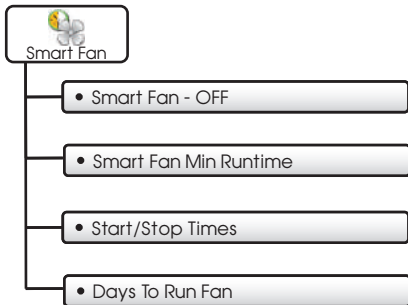 Smart Fan
• Smart Fan - OFF
• Smart Fan Min Runtime
• Start/Stop Times
• Days To Run Fan